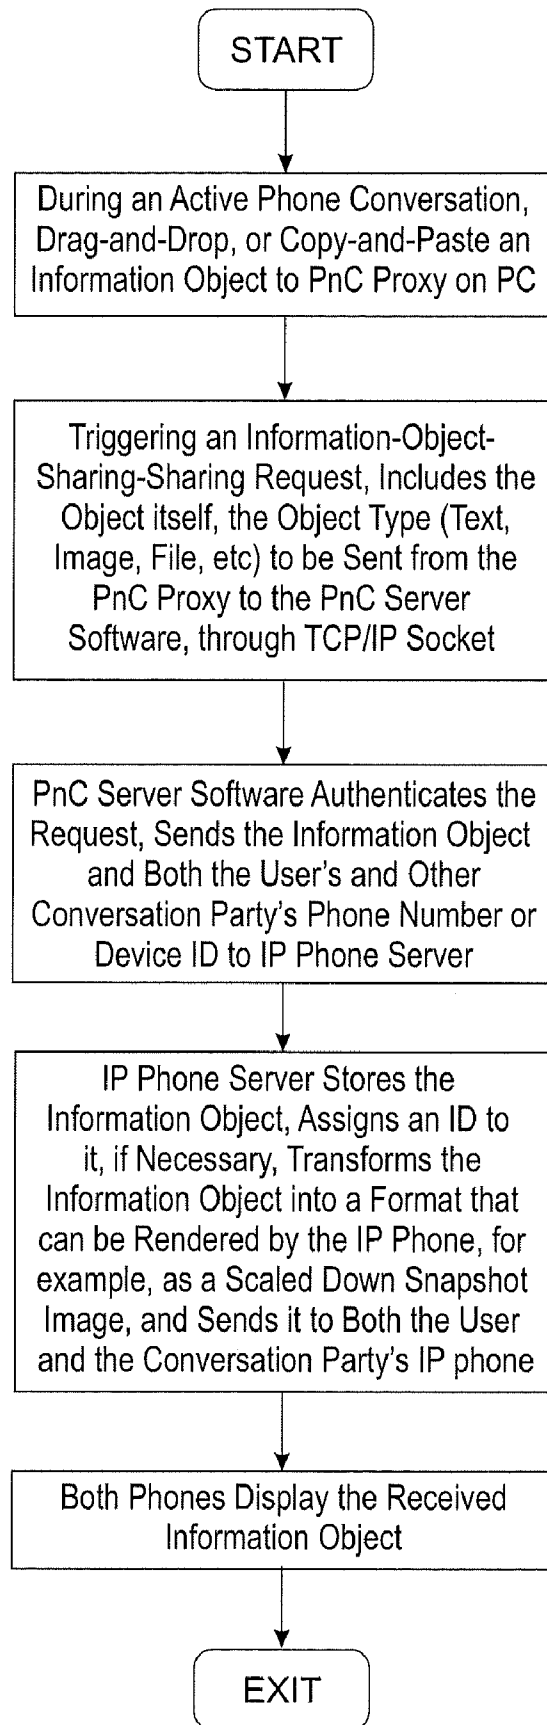 START
During an Active Phone Conversation,
Drag-and-Drop, or Copy-and-Paste an
Information Object to PnC Proxy on PC
Triggering an Information-Object-
Sharing-Sharing Request, Includes the
Object itself, the Object Type (Text,
Image, File, etc) to be Sent from the
PnC Proxy to the PnC Server
Software, through TCP/IP Socket
PnC Server Software Authenticates the
Request, Sends the Information Object
and Both the User's and Other
Conversation Party's Phone Number or
Device ID to IP Phone Server
IP Phone Server Stores the
Information Object, Assigns an ID to
it, if Necessary, Transforms the
Information Object into a Format that
can be Rendered by the IP Phone, for
example, as a Scaled Down Snapshot
Image, and Sends it to Both the User
and the Conversation Party's IP phone
Both Phones Display the Received
Information Object
EXIT